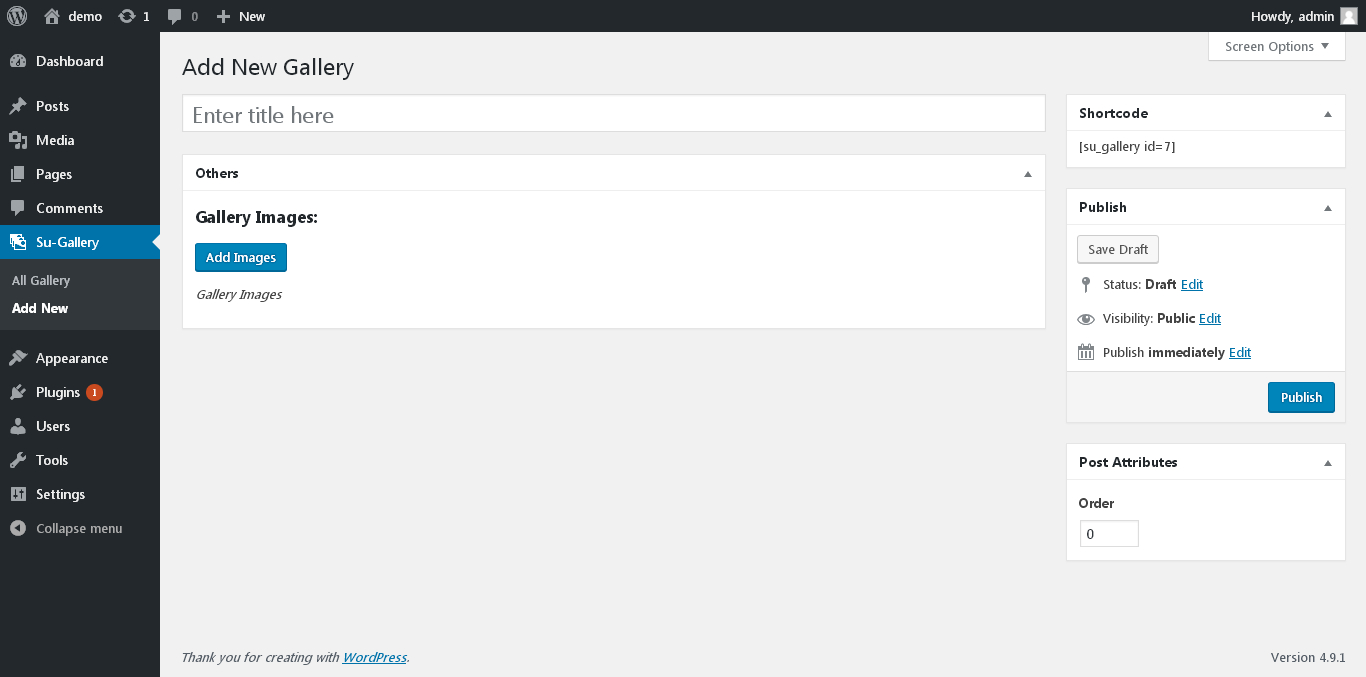 demo 1 0 New Howdy, admin
Dashboard
Posts
Media
Pages
Comments
Su-Gallery
All Gallery
Add New
Appearance
Plugins 1
Users
Tools
Settings
Collapse menu
Screen Options
Add New Gallery
Enter title here
Others
Gallery Images:
Add Images
Gallery Images
Shortcode
[su_gallery id=7]
Publish
Save Draft
Status: Draft Edit
Visibility: Public Edit
Publish immediately Edit
Publish
Post Attributes
Order
0
Thank you for creating with WordPress.
Version 4.9.1